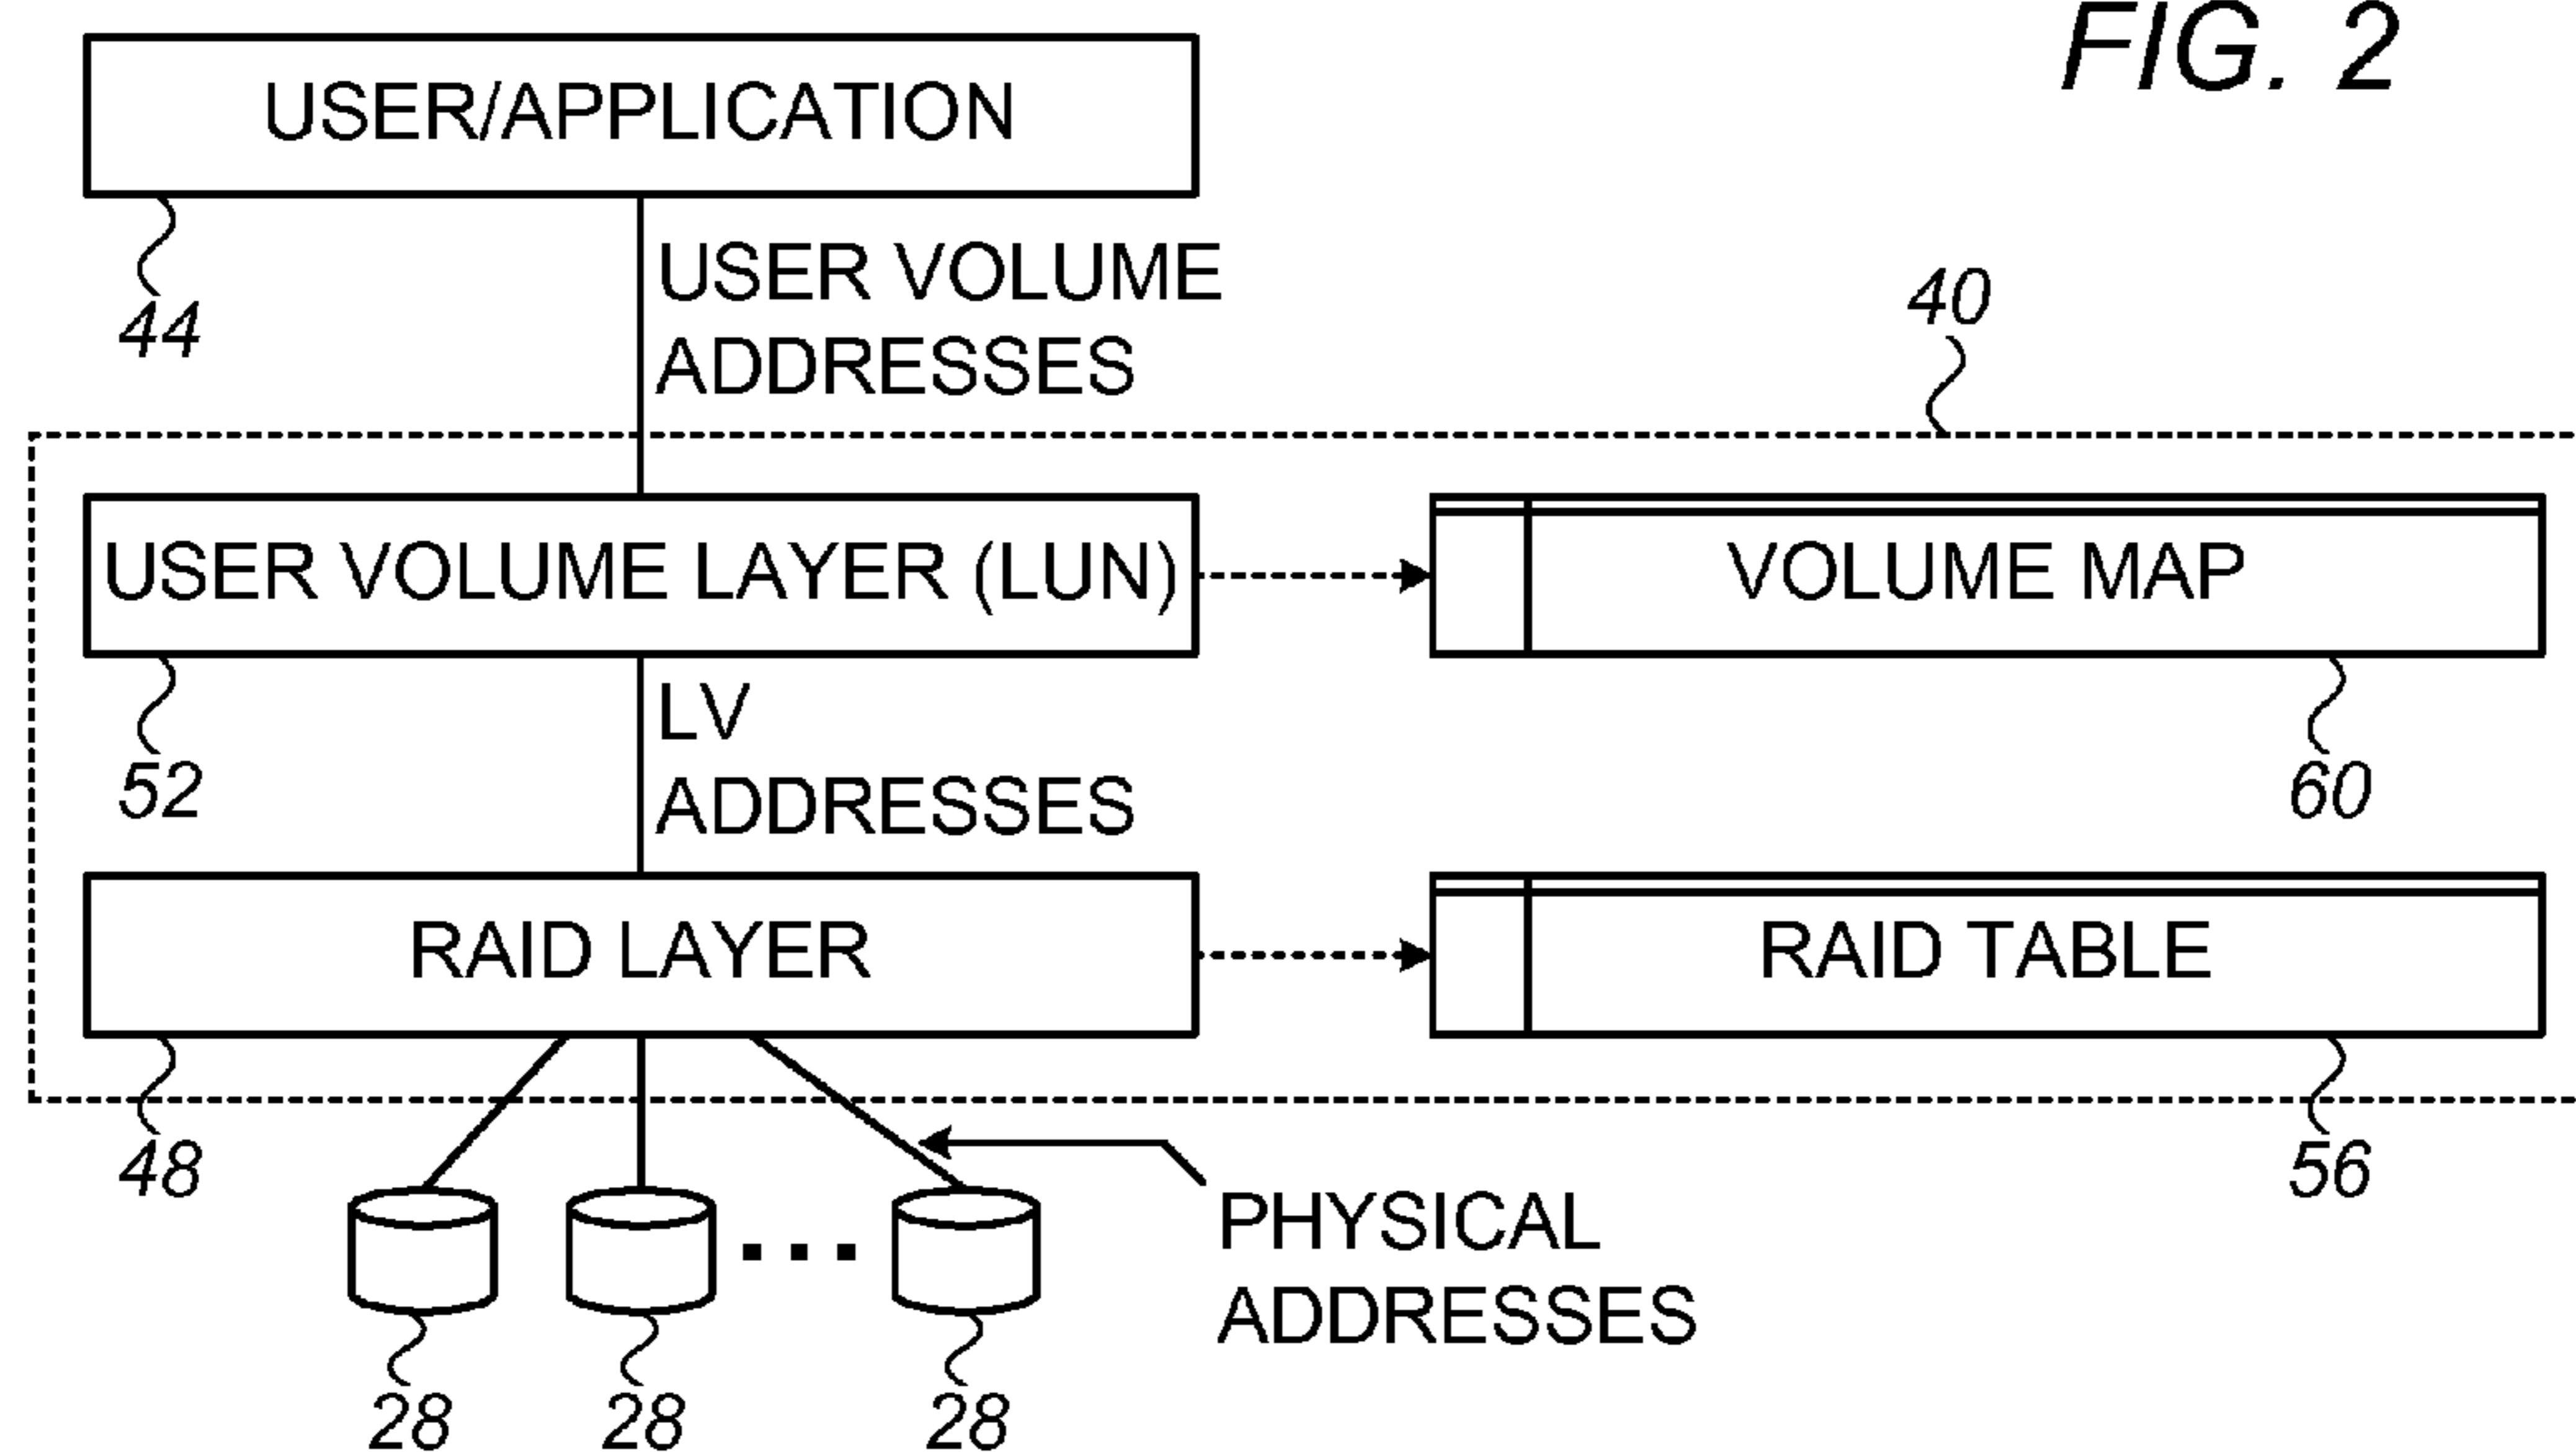 FIG. 2
USER/APPLICATION
44
USER VOLUME
ADDRESSES
40
USER VOLUME LAYER (LUN)
VOLUME MAP
52
LV
ADDRESSES
60
RAID LAYER
RAID TABLE
48
56
PHYSICAL
ADDRESSES
28 28 28